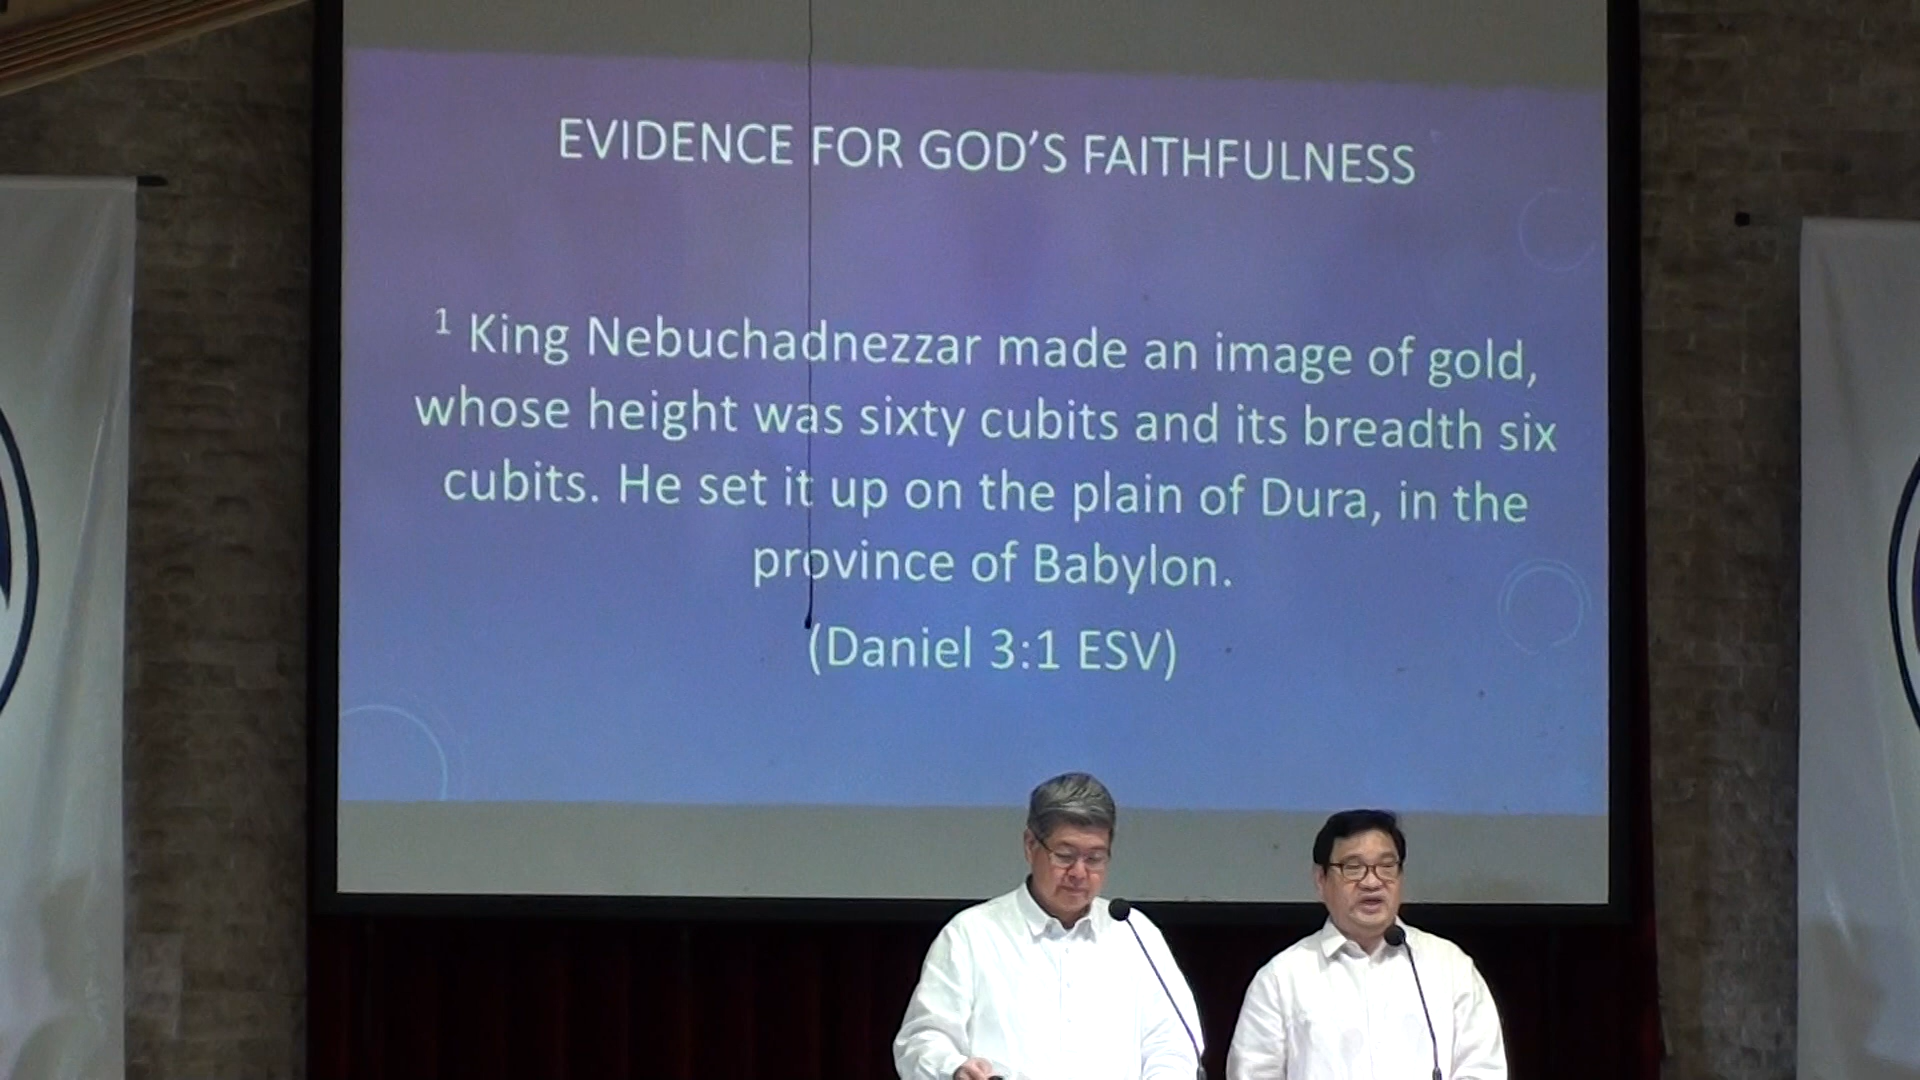 EVIDENCE FOR GOD'S FAITHFULNESS
¹ King Nebuchadnezzar made an image of gold,
whose height was sixty cubits and its breadth six
cubits. He set it up on the plain of Dura, in the
province of Babylon.
(Daniel 3:1 ESV)